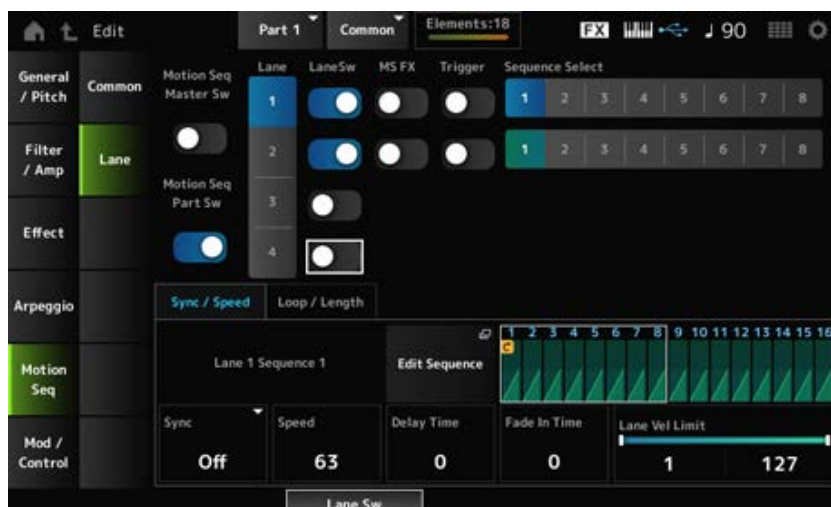 Edit
Part 1
Common
Elements:18
FX
♩ 90
General / Pitch
Filter / Amp
Effect
Arpeggio
Motion Seq
Mod / Control
Common
Lane
Motion Seq Master Sw
Motion Seq Part Sw
Lane LaneSw MS FX Trigger Sequence Select
1 1 2 3 4 5 6 7 8
2 1 2 3 4 5 6 7 8
3
4
Sync / Speed Loop / Length
Lane 1 Sequence 1
Edit Sequence
1 2 3 4 5 6 7 8 9 10 11 12 13 14 15 16
C
Sync Speed Delay Time Fade In Time Lane Vel Limit
Off 63 0 0 1 127
Lane Sw